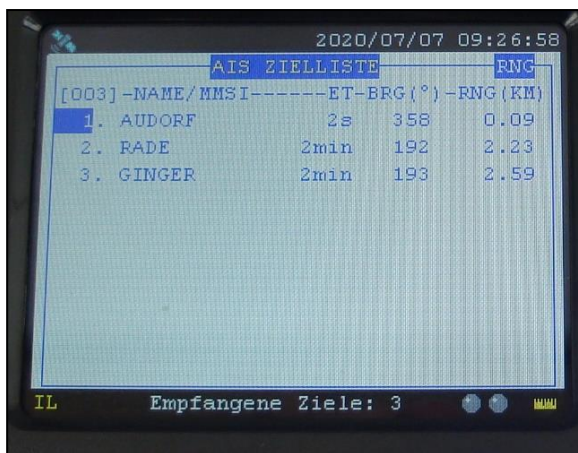 2020/07/07 09:26:58
AIS ZIELLISTE RNG
[003]-NAME/MMSI------ET-BRG(°)-RNG(KM)
1. AUDORF 2s 358 0.09
2. RADE 2min 192 2.23
3. GINGER 2min 193 2.59
IL Empfangene Ziele: 3